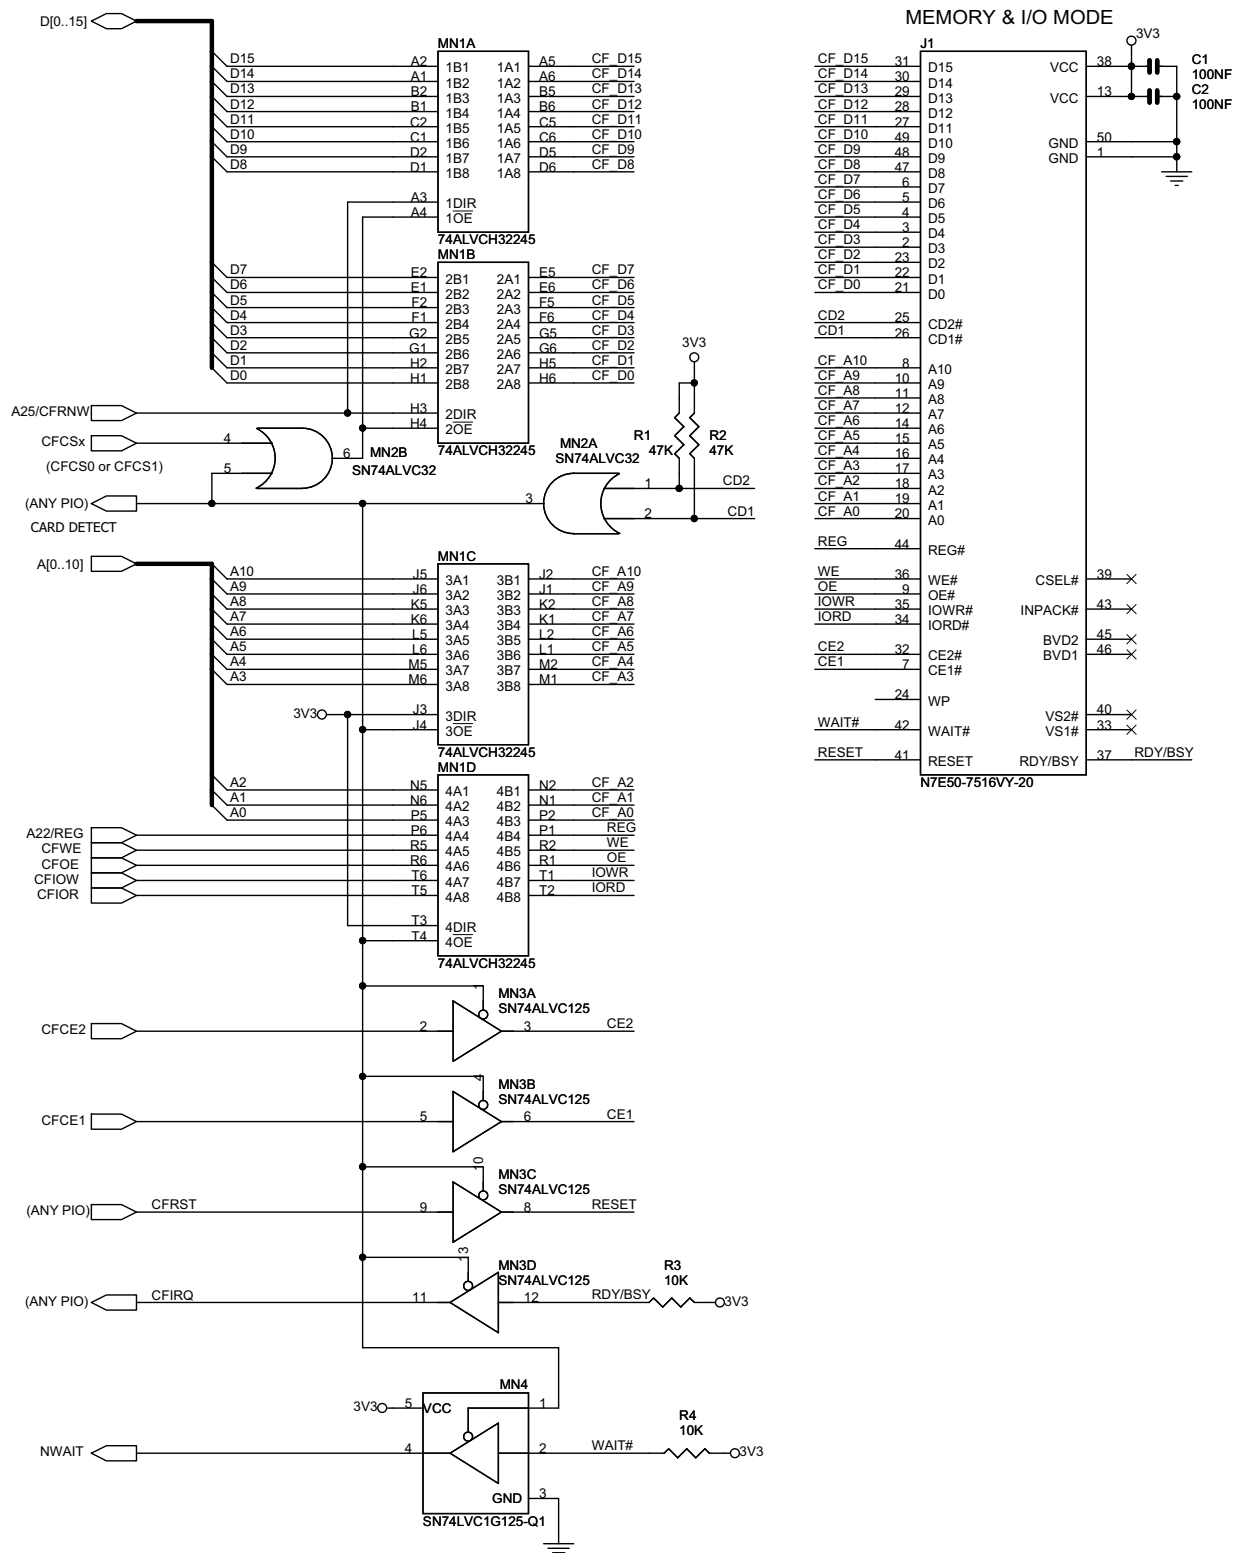 MEMORY & I/O MODE
D[0..15]
MN1A
D15 A2 1B1 1A1 A5 CF_D15
D14 A1 1B2 1A2 A6 CF_D14
D13 B2 1B3 1A3 B5 CF_D13
D12 B1 1B4 1A4 B6 CF_D12
D11 C2 1B5 1A5 C5 CF_D11
D10 C1 1B6 1A6 C6 CF_D10
D9 D2 1B7 1A7 D5 CF_D9
D8 D1 1B8 1A8 D6 CF_D8
A3 1DIR
A4 1OE
74ALVCH32245
MN1B
D7 E2 2B1 2A1 E5 CF_D7
D6 E1 2B2 2A2 E6 CF_D6
D5 F2 2B3 2A3 F5 CF_D5
D4 F1 2B4 2A4 F6 CF_D4
D3 G2 2B5 2A5 G5 CF_D3
D2 G1 2B6 2A6 G6 CF_D2
D1 H2 2B7 2A7 H5 CF_D1
D0 H1 2B8 2A8 H6 CF_D0
A25/CFRNW H3 2DIR
H4 2OE
74ALVCH32245
CFCSx 4
(CFCS0 or CFCS1) 5
6 MN2B
SN74ALVC32
3V3
R1 47K
R2 47K
MN2A
SN74ALVC32
1 CD2
2 CD1
3
(ANY PIO)
CARD DETECT
A[0..10]
MN1C
A10 J5 3A1 3B1 J2 CF_A10
A9 J6 3A2 3B2 J1 CF_A9
A8 K5 3A3 3B3 K2 CF_A8
A7 K6 3A4 3B4 K1 CF_A7
A6 L5 3A5 3B5 L2 CF_A6
A5 L6 3A6 3B6 L1 CF_A5
A4 M5 3A7 3B7 M2 CF_A4
A3 M6 3A8 3B8 M1 CF_A3
3V3 J3 3DIR
J4 3OE
74ALVCH32245
MN1D
A2 N5 4A1 4B1 N2 CF_A2
A1 N6 4A2 4B2 N1 CF_A1
A0 P5 4A3 4B3 P2 CF_A0
A22/REG P6 4A4 4B4 P1 REG
CFWE R5 4A5 4B5 R2 WE
CFOE R6 4A6 4B6 R1 OE
CFIOW T6 4A7 4B7 T1 IOWR
CFIOR T5 4A8 4B8 T2 IORD
T3 4DIR
T4 4OE
74ALVCH32245
1 MN3A
SN74ALVC125
CFCE2 2 3 CE2
4 MN3B
SN74ALVC125
CFCE1 5 6 CE1
10 MN3C
SN74ALVC125
(ANY PIO) CFRST 9 8 RESET
13 MN3D
SN74ALVC125
R3
10K
(ANY PIO) CFIRQ 11 12 RDY/BSY 3V3
MN4
3V3 5 VCC 1
R4
10K
NWAIT 4 2 WAIT# 3V3
GND 3
SN74LVC1G125-Q1
J1
CF_D15 31 D15
CF_D14 30 D14
CF_D13 29 D13
CF_D12 28 D12
CF_D11 27 D11
CF_D10 49 D10
CF_D9 48 D9
CF_D8 47 D8
CF_D7 6 D7
CF_D6 5 D6
CF_D5 4 D5
CF_D4 3 D4
CF_D3 2 D3
CF_D2 23 D2
CF_D1 22 D1
CF_D0 21 D0
CD2 25 CD2#
CD1 26 CD1#
CF_A10 8 A10
CF_A9 10 A9
CF_A8 11 A8
CF_A7 12 A7
CF_A6 14 A6
CF_A5 15 A5
CF_A4 16 A4
CF_A3 17 A3
CF_A2 18 A2
CF_A1 19 A1
CF_A0 20 A0
REG 44 REG#
WE 36 WE#
OE 9 OE#
IOWR 35 IOWR#
IORD 34 IORD#
CE2 32 CE2#
CE1 7 CE1#
24 WP
WAIT# 42 WAIT#
RESET 41 RESET
3V3
VCC 38
VCC 13
C1
100NF
C2
100NF
GND 50
GND 1
CSEL# 39
INPACK# 43
BVD2 45
BVD1 46
VS2# 40
VS1# 33
RDY/BSY 37 RDY/BSY
N7E50-7516VY-20